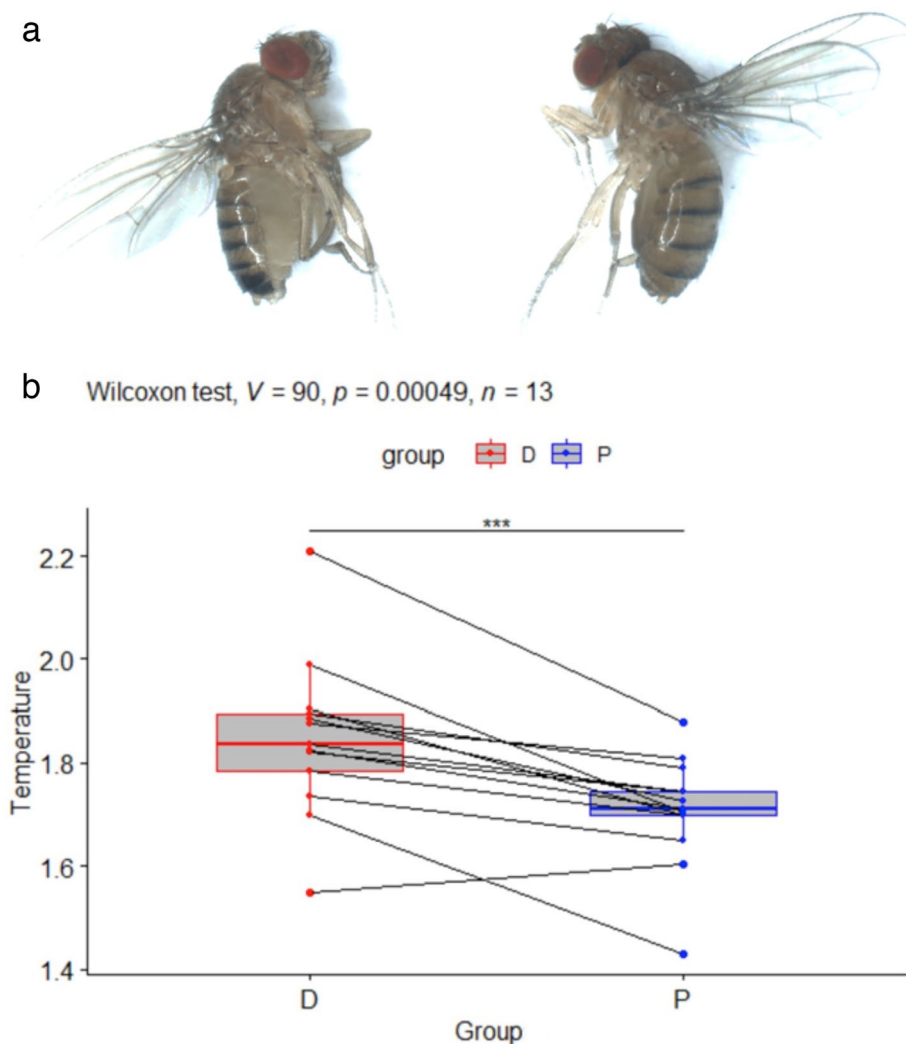 a
b
Wilcoxon test, V = 90, p = 0.00049, n = 13
group D P
***
2.2
2.0
1.8
1.6
1.4
Temperature
D P
Group